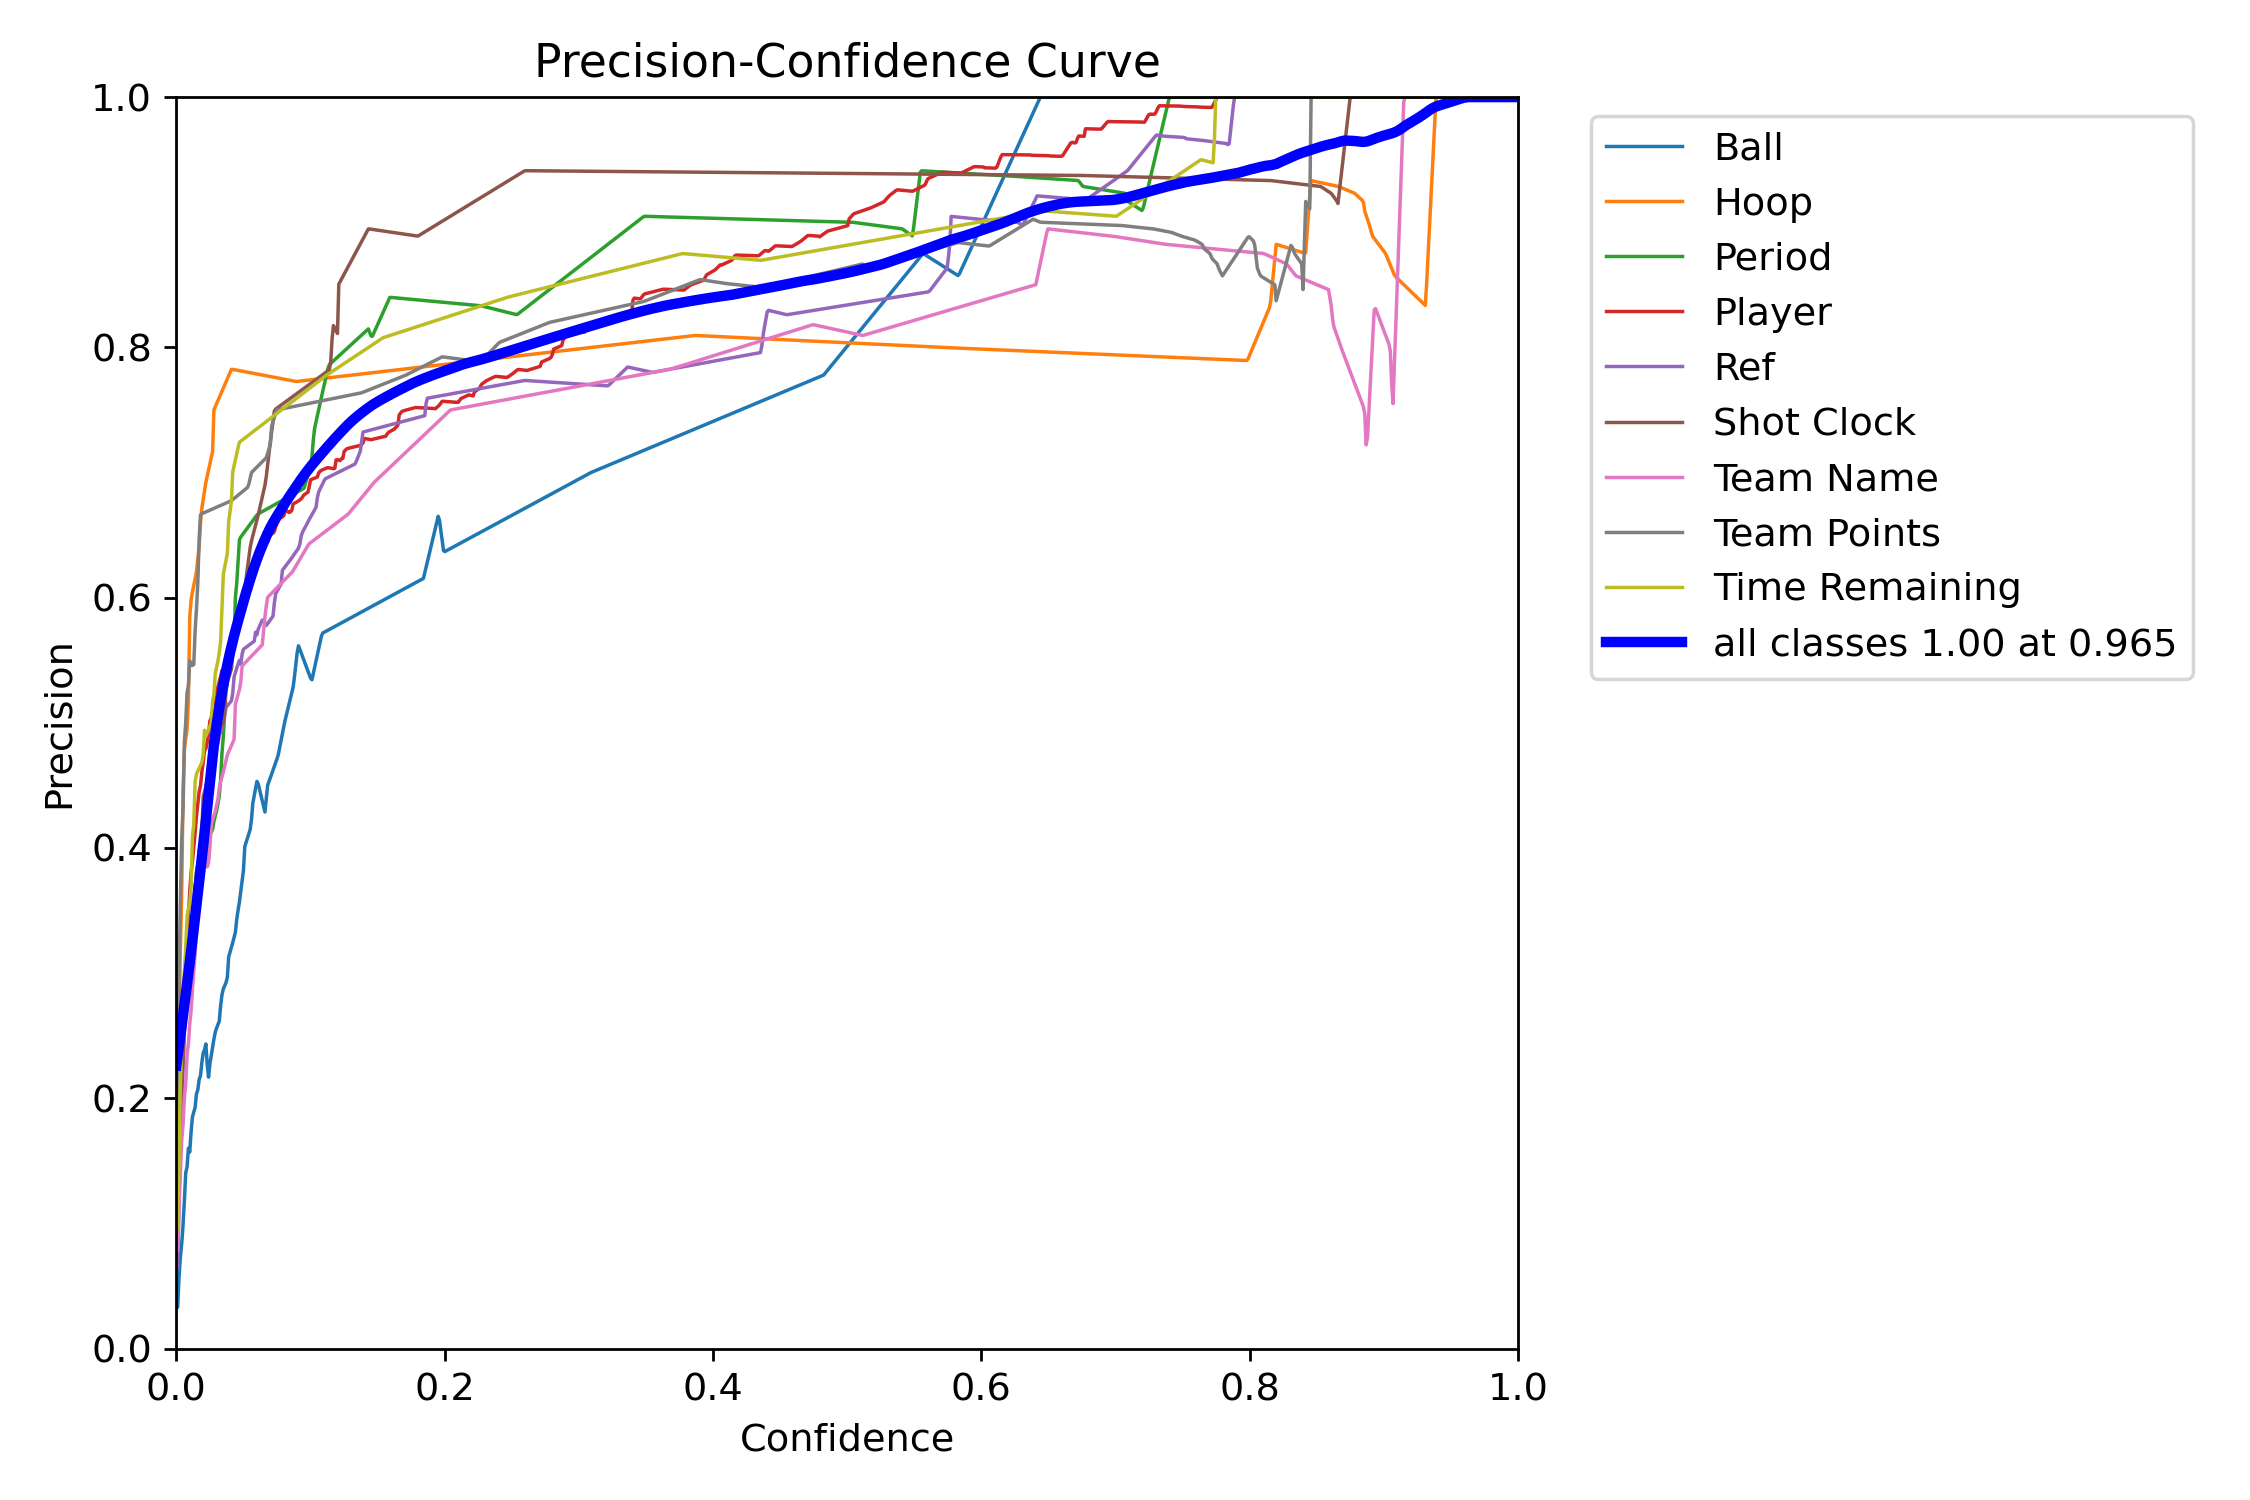 Precision-Confidence Curve
1.0
0.8
0.6
0.4
0.2
0.0
Precision
0.0 0.2 0.4 0.6 0.8 1.0
Confidence
Ball
Hoop
Period
Player
Ref
Shot Clock
Team Name
Team Points
Time Remaining
all classes 1.00 at 0.965